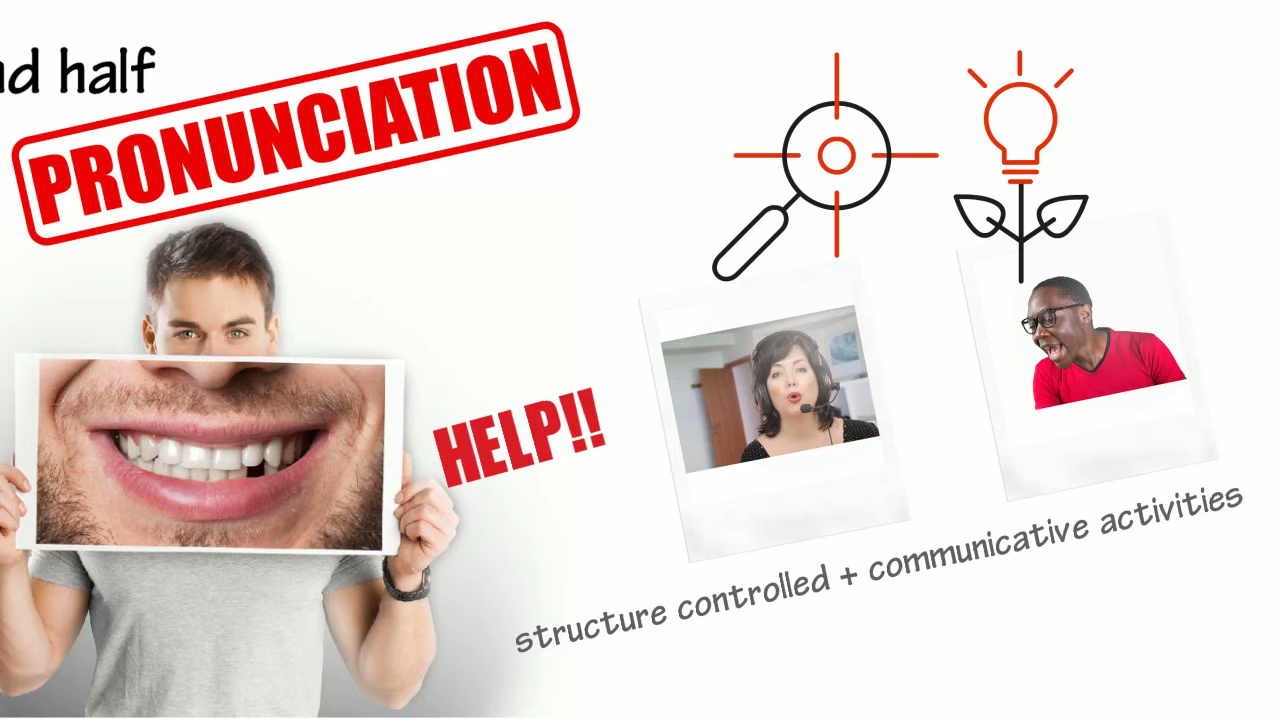 half
PRONUNCIATION
HELP!!
structure controlled + communicative activities